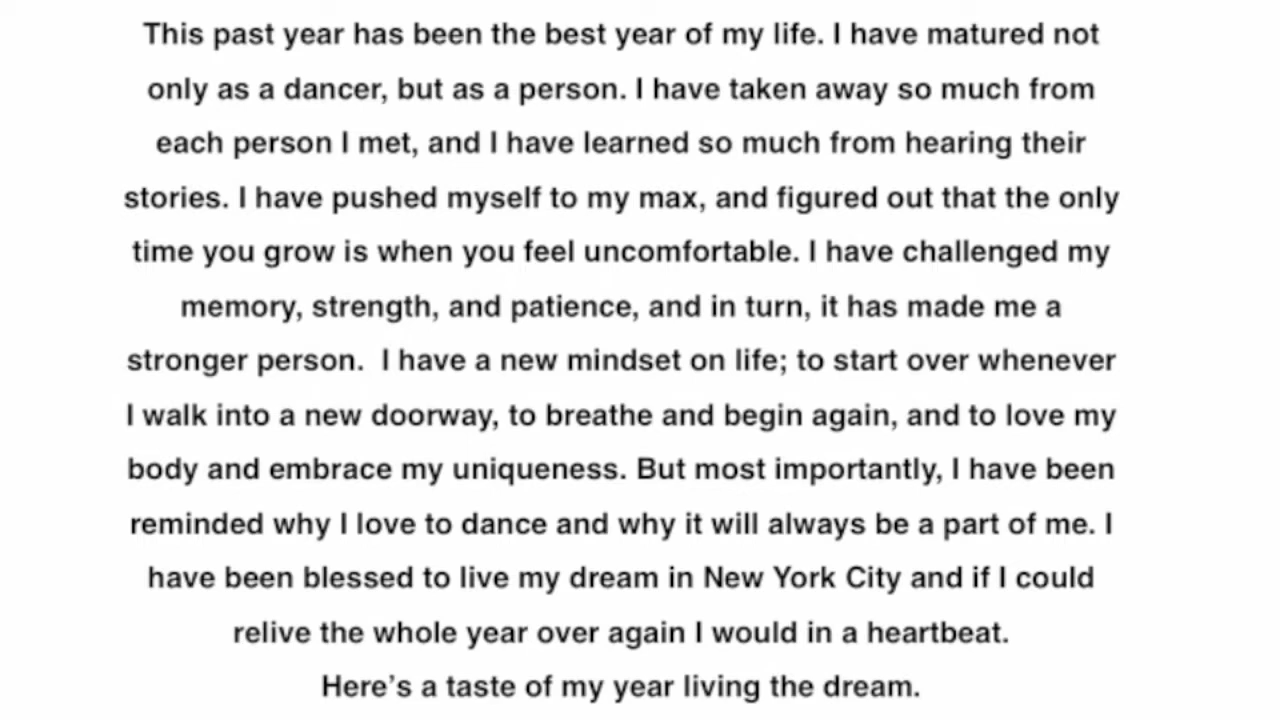 This past year has been the best year of my life. I have matured not
only as a dancer, but as a person. I have taken away so much from
each person I met, and I have learned so much from hearing their
stories. I have pushed myself to my max, and figured out that the only
time you grow is when you feel uncomfortable. I have challenged my
memory, strength, and patience, and in turn, it has made me a
stronger person.  I have a new mindset on life; to start over whenever
I walk into a new doorway, to breathe and begin again, and to love my
body and embrace my uniqueness. But most importantly, I have been
reminded why I love to dance and why it will always be a part of me. I
have been blessed to live my dream in New York City and if I could
relive the whole year over again I would in a heartbeat.
Here’s a taste of my year living the dream.